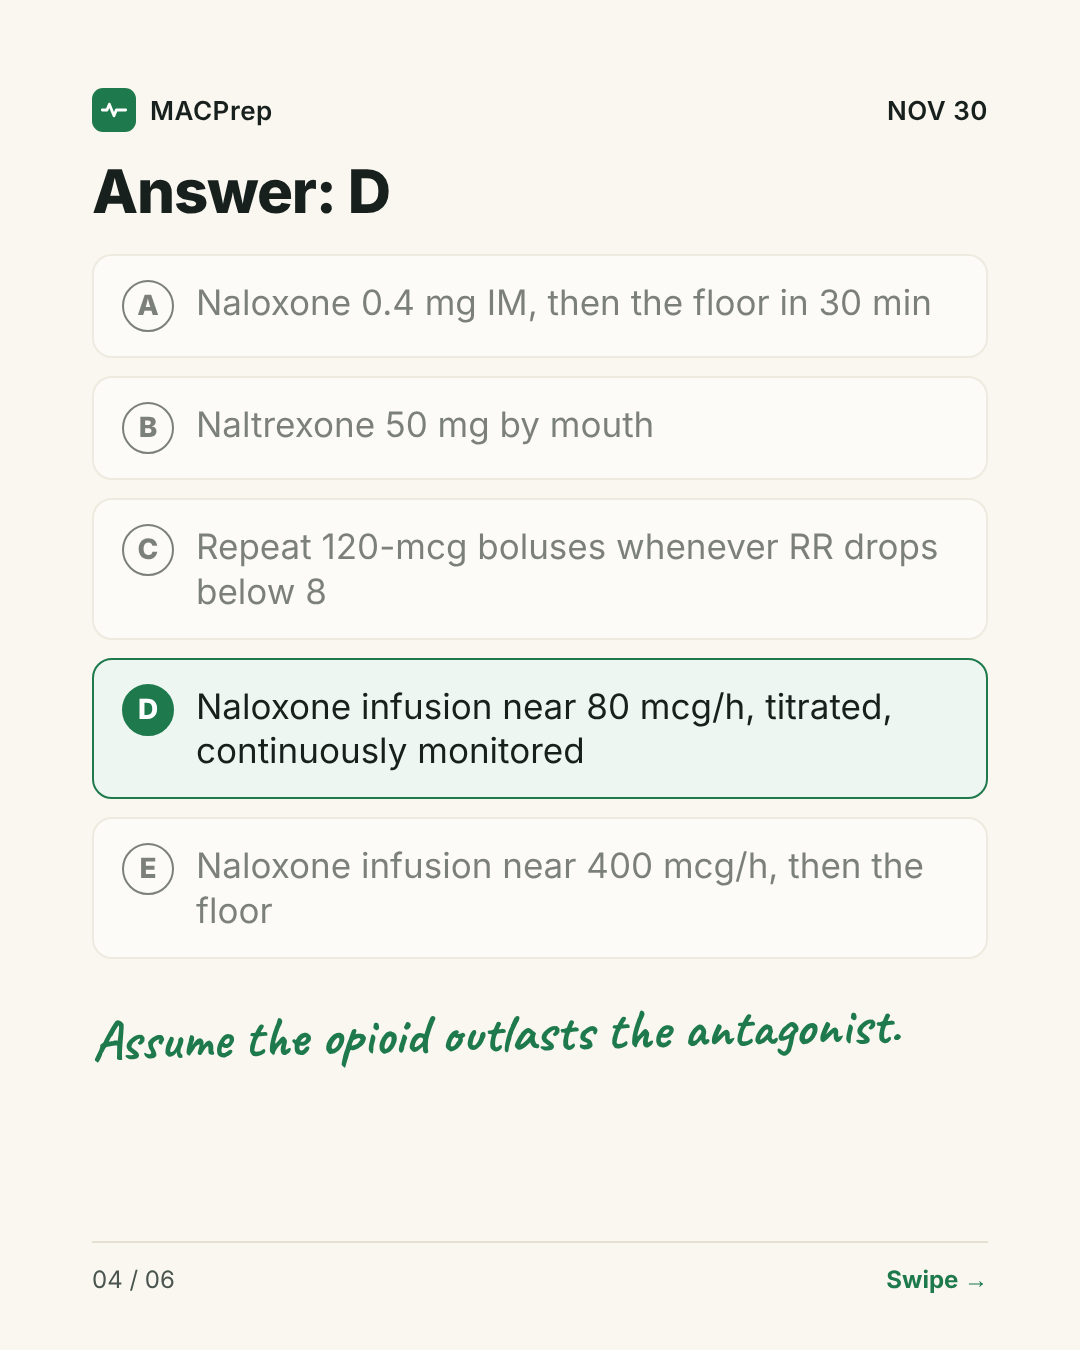 MACPrep
NOV 30
Answer: D
A Naloxone 0.4 mg IM, then the floor in 30 min
B Naltrexone 50 mg by mouth
C Repeat 120-mcg boluses whenever RR drops
below 8
D Naloxone infusion near 80 mcg/h, titrated,
continuously monitored
E Naloxone infusion near 400 mcg/h, then the
floor
Assume the opioid outlasts the antagonist.
04 / 06
Swipe →